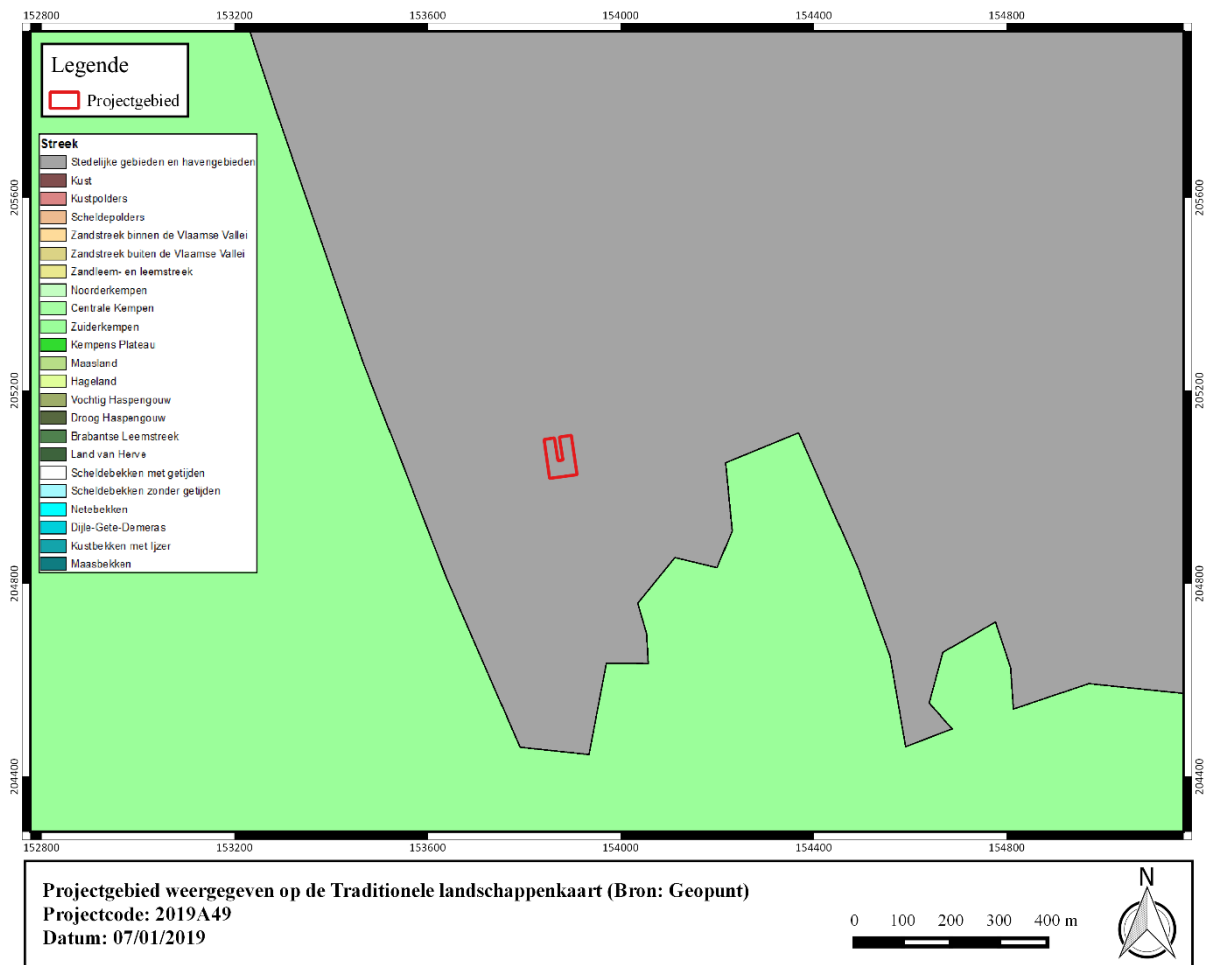 152800 153200 153600 154000 154400 154800
Legende
Projectgebied
Streek
Stedelijke gebieden en havengebieden
Kust
Kustpolders
Scheldepolders
Zandstreek binnen de Vlaamse Vallei
Zandstreek buiten de Vlaamse Vallei
Zandleem- en leemstreek
Noorderkempen
Centrale Kempen
Zuiderkempen
Kempens Plateau
Maasland
Hageland
Vochtig Haspengouw
Droog Haspengouw
Brabantse Leemstreek
Land van Herve
Scheldebekken met getijden
Scheldebekken zonder getijden
Netebekken
Dijle-Gete-Demeras
Kustbekken met Ijzer
Maasbekken
205600
205200
204800
204400
205600
205200
204800
204400
152800 153200 153600 154000 154400 154800
Projectgebied weergegeven op de Traditionele landschappenkaart (Bron: Geopunt)
Projectcode: 2019A49
Datum: 07/01/2019
0 100 200 300 400 m
N